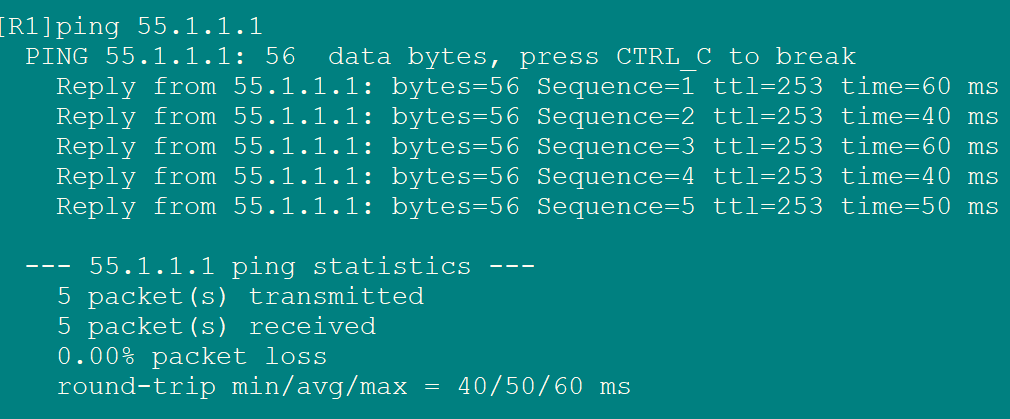 [R1]ping 55.1.1.1
PING 55.1.1.1: 56  data bytes, press CTRL_C to break
Reply from 55.1.1.1: bytes=56 Sequence=1 ttl=253 time=60 ms
Reply from 55.1.1.1: bytes=56 Sequence=2 ttl=253 time=40 ms
Reply from 55.1.1.1: bytes=56 Sequence=3 ttl=253 time=60 ms
Reply from 55.1.1.1: bytes=56 Sequence=4 ttl=253 time=40 ms
Reply from 55.1.1.1: bytes=56 Sequence=5 ttl=253 time=50 ms
--- 55.1.1.1 ping statistics ---
5 packet(s) transmitted
5 packet(s) received
0.00% packet loss
round-trip min/avg/max = 40/50/60 ms